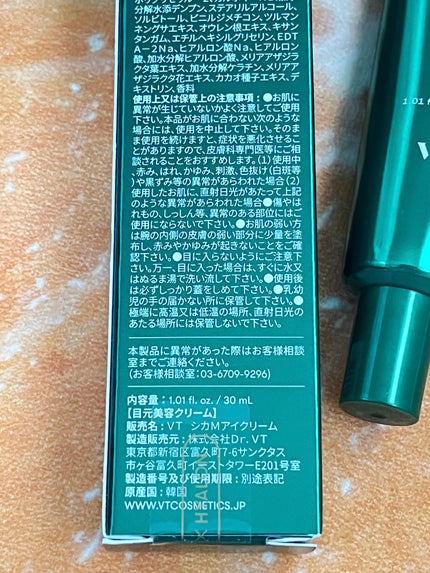 分解水添デンプン、ステアリルアルコール、
ソルビトール、ビニルジメチコン、ツルマン
ネングサエキス、オウレン根エキス、キサン
タンガム、エチルヘキシルグリセリン、EDT
A-2Na、ヒアルロン酸Na、ヒアルロン
酸、加水分解ヒアルロン酸、メリアアザジラ
クタ葉エキス、加水分解ケラチン、メリアア
ザジラクタ花エキス、カカオ種子エキス、デ
キストリン、香料
使用上又は保管上の注意事項：●お肌に
異常が生じていないかよく注意してご使用
下さい。本品がお肌に合わない次のような
場合には、使用を中止して下さい。そのまま
使用を続けますと、症状を悪化させるこ
とがありますので、皮膚科専門医等にご相
談されることをおすすめします。(1)使用中
、赤み、はれ、かゆみ、刺激、色抜け(白斑等
)や黒ずみ等の異常があらわれた場合(2)
使用したお肌に、直射日光があたって上記
のような異常があらわれた場合●傷やは
れもの、しっしん等、異常のある部位にはご
使用にならないで下さい。●お肌の弱い方
は腕の内側の皮膚の弱い部分に少量を塗
布し、赤みやかゆみが起きないことをご確
認下さい。●目に入らないようにご注意下
さい。万一、目に入った場合は、すぐに水又
はぬるま湯で洗い流して下さい。●使用後
は必ずしっかり蓋をしめて下さい。●乳幼
児の手の届かない所に保管して下さい。●
極端に高温又は低温の場所、直射日光の
あたる場所には保管しないで下さい。
本製品に異常があった際はお客様相談
室までご連絡ください。
(お客様相談室:03-6709-9296)
内容量：1.01 fl. oz. / 30 mL
【目元美容クリーム】
販売名：VT シカMアイクリーム
製造販売元：株式会社Dr.VT
東京都新宿区富久町7-6サンクタス
市ヶ谷富久町イーストタワーE201号室
製造番号及び使用期限：別途表記
原産国：韓国
WWW.VTCOSMETICS.JP
1.01 fl
V